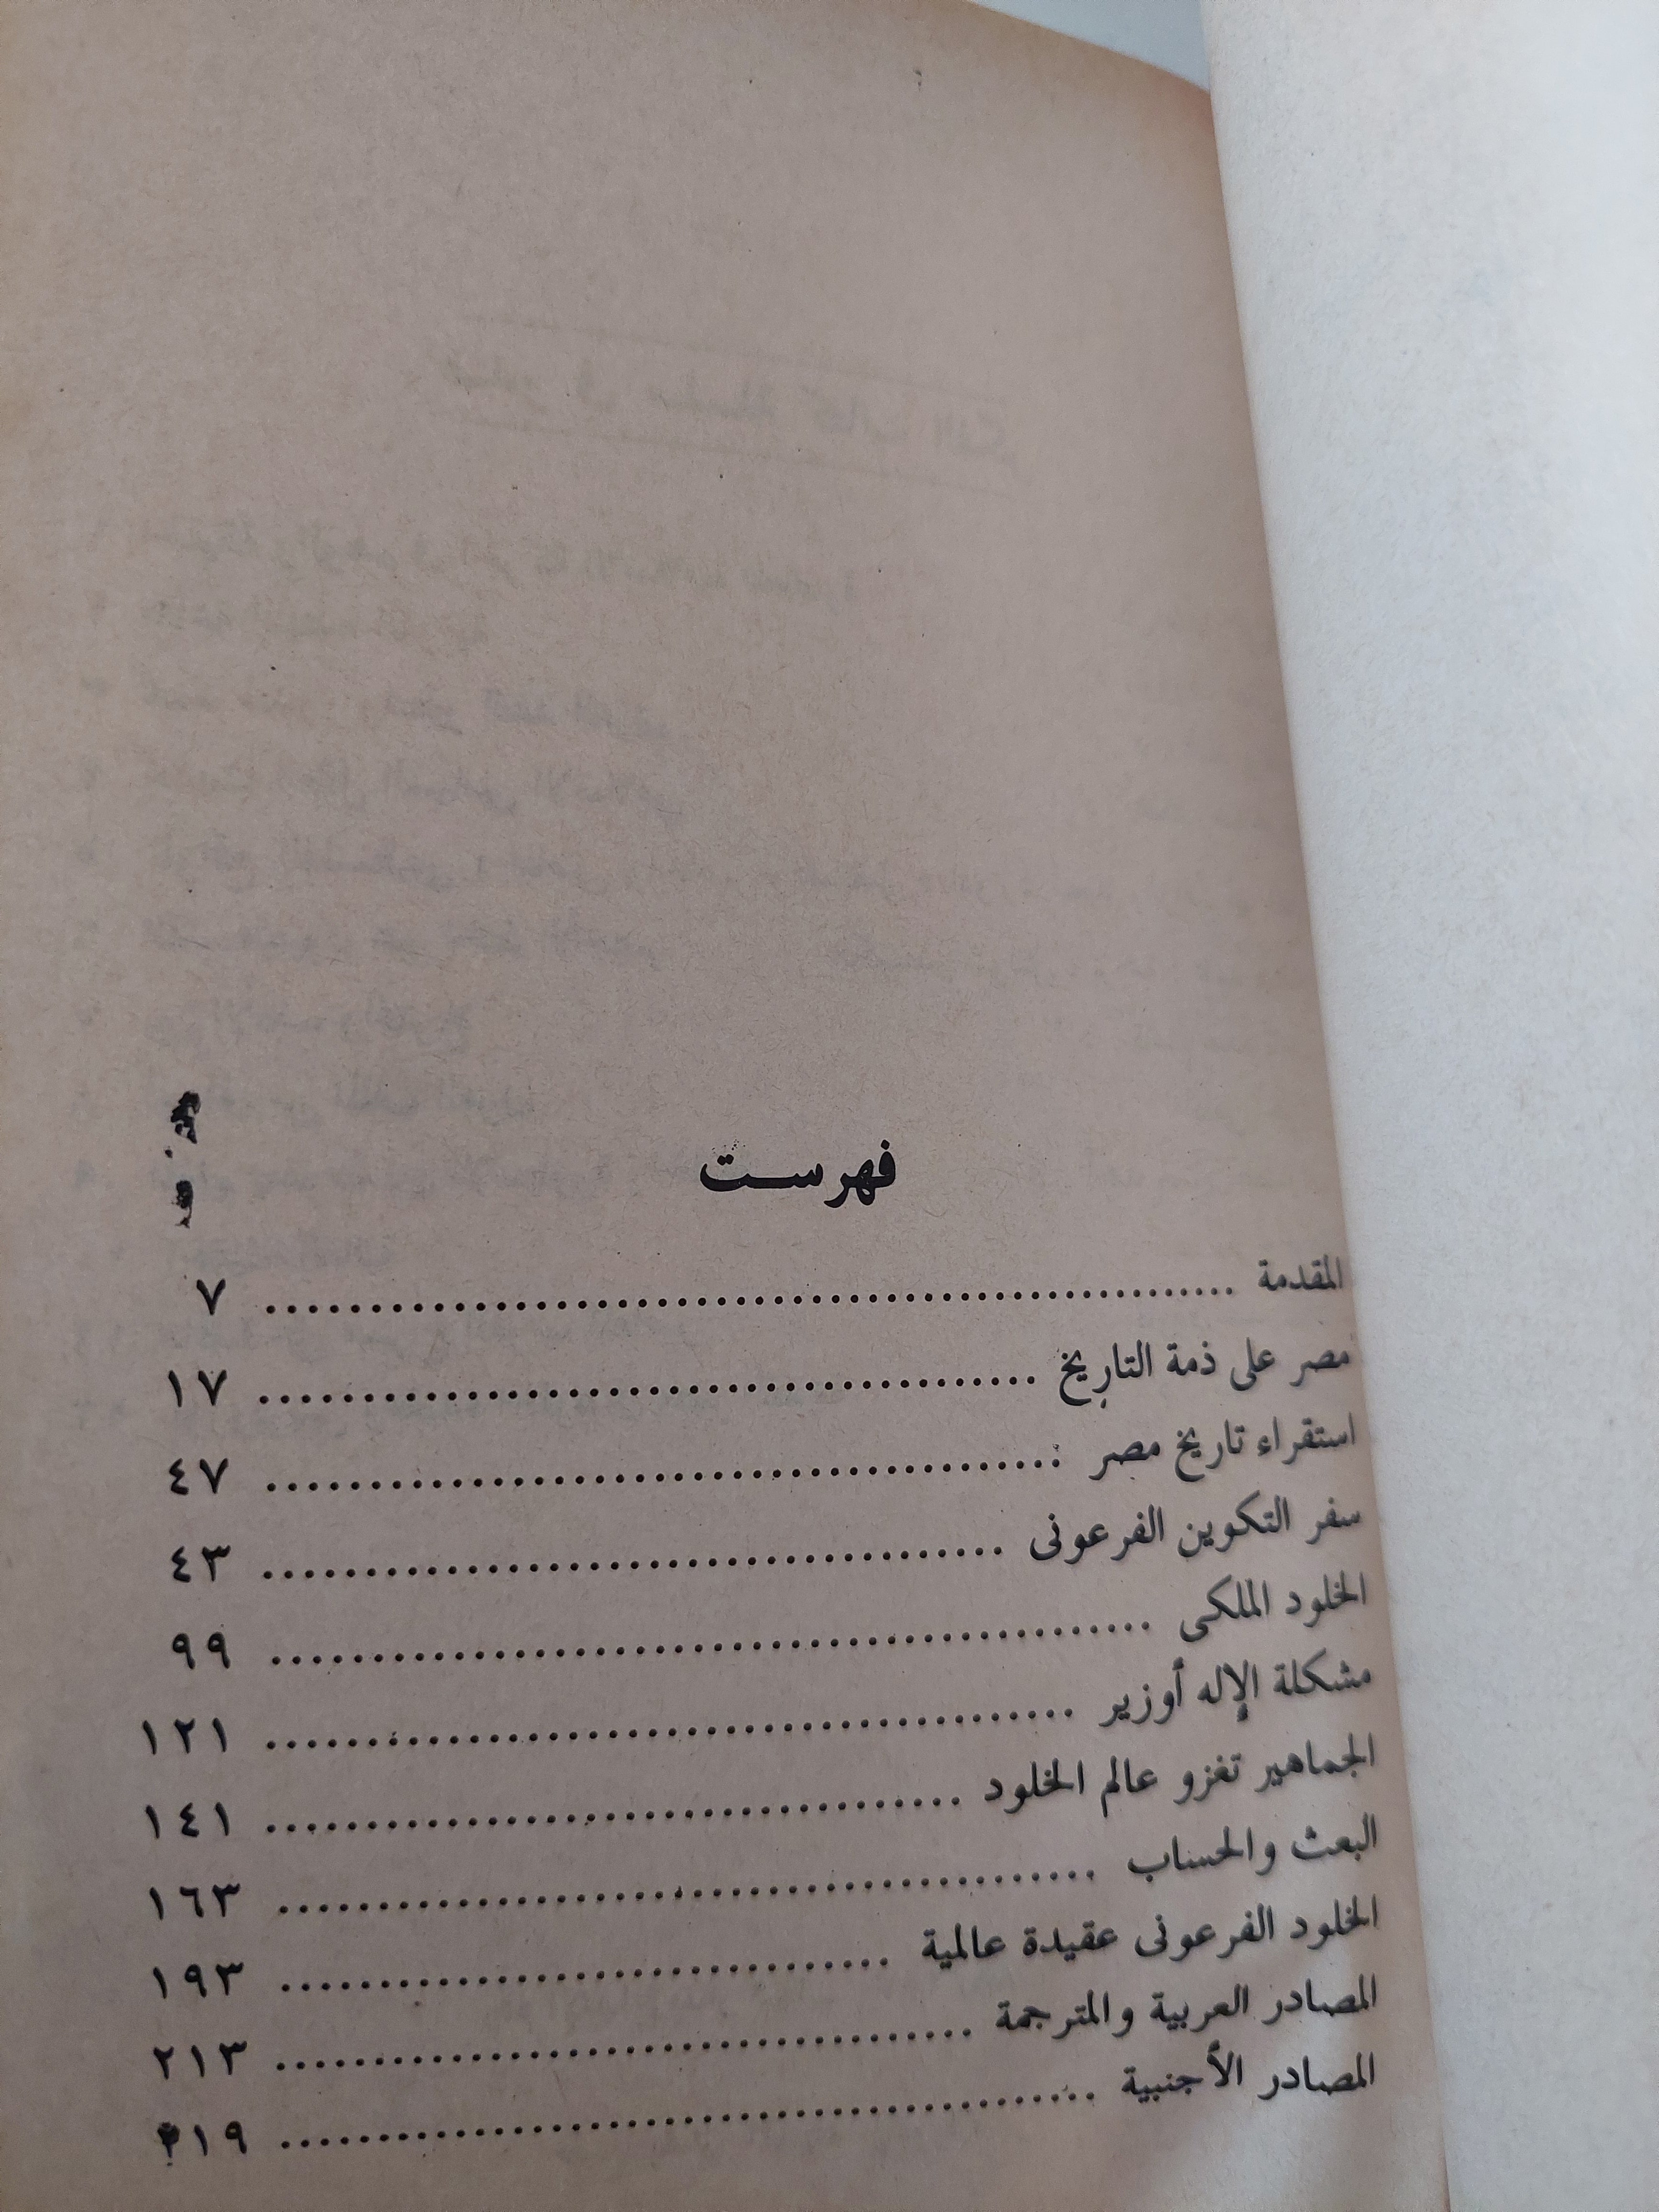 فهرست
المقدمة ........................................ ٧
مصر على ذمة التاريخ ........................................ ١٧
استقراء تاريخ مصر ........................................ ٤٧
سفر التكوين الفرعونى ........................................ ٤٣
الخلود الملكى ........................................ ٩٩
مشكلة الإله أوزير ........................................ ١٢١
الجماهير تغزو عالم الخلود ........................................ ١٤١
البعث والحساب ........................................ ١٦٣
الخلود الفرعونى عقيدة عالمية ........................................ ١٩٣
المصادر العربية والمترجمة ........................................ ٢١٣
المصادر الأجنبية ........................................ ٢١٩